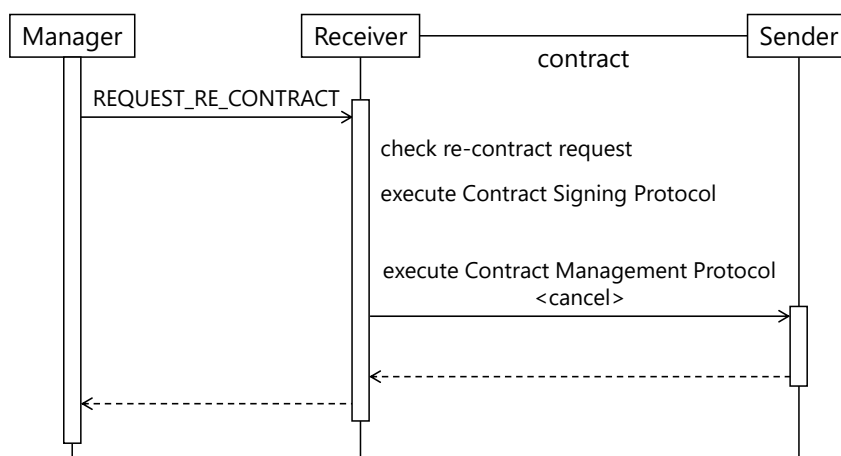 Manager
Receiver
Sender
contract
REQUEST_RE_CONTRACT
check re-contract request
execute Contract Signing Protocol
execute Contract Management Protocol
<cancel>